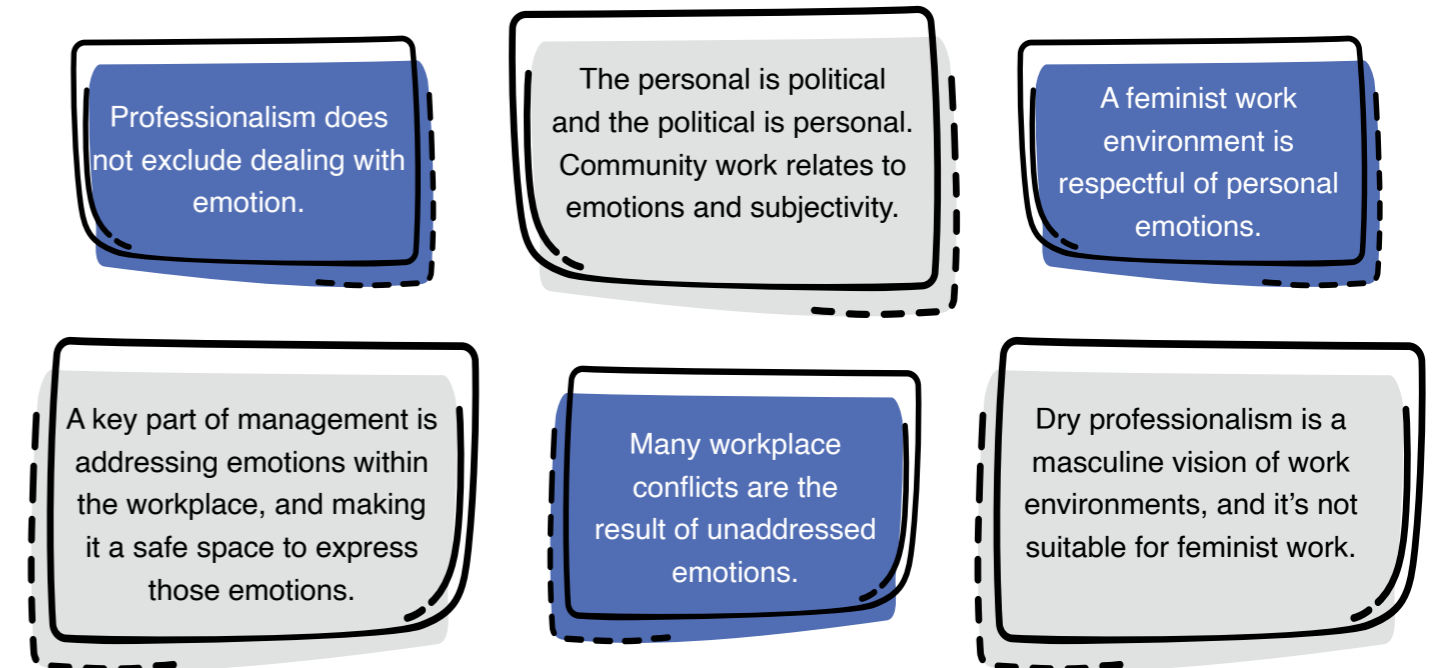 Professionalism does
not exclude dealing with
emotion.
The personal is political
and the political is personal.
Community work relates to
emotions and subjectivity.
A feminist work
environment is
respectful of personal
emotions.
A key part of management is
addressing emotions within
the workplace, and making
it a safe space to express
those emotions.
Many workplace
conflicts are the
result of unaddressed
emotions.
Dry professionalism is a
masculine vision of work
environments, and it’s not
suitable for feminist work.